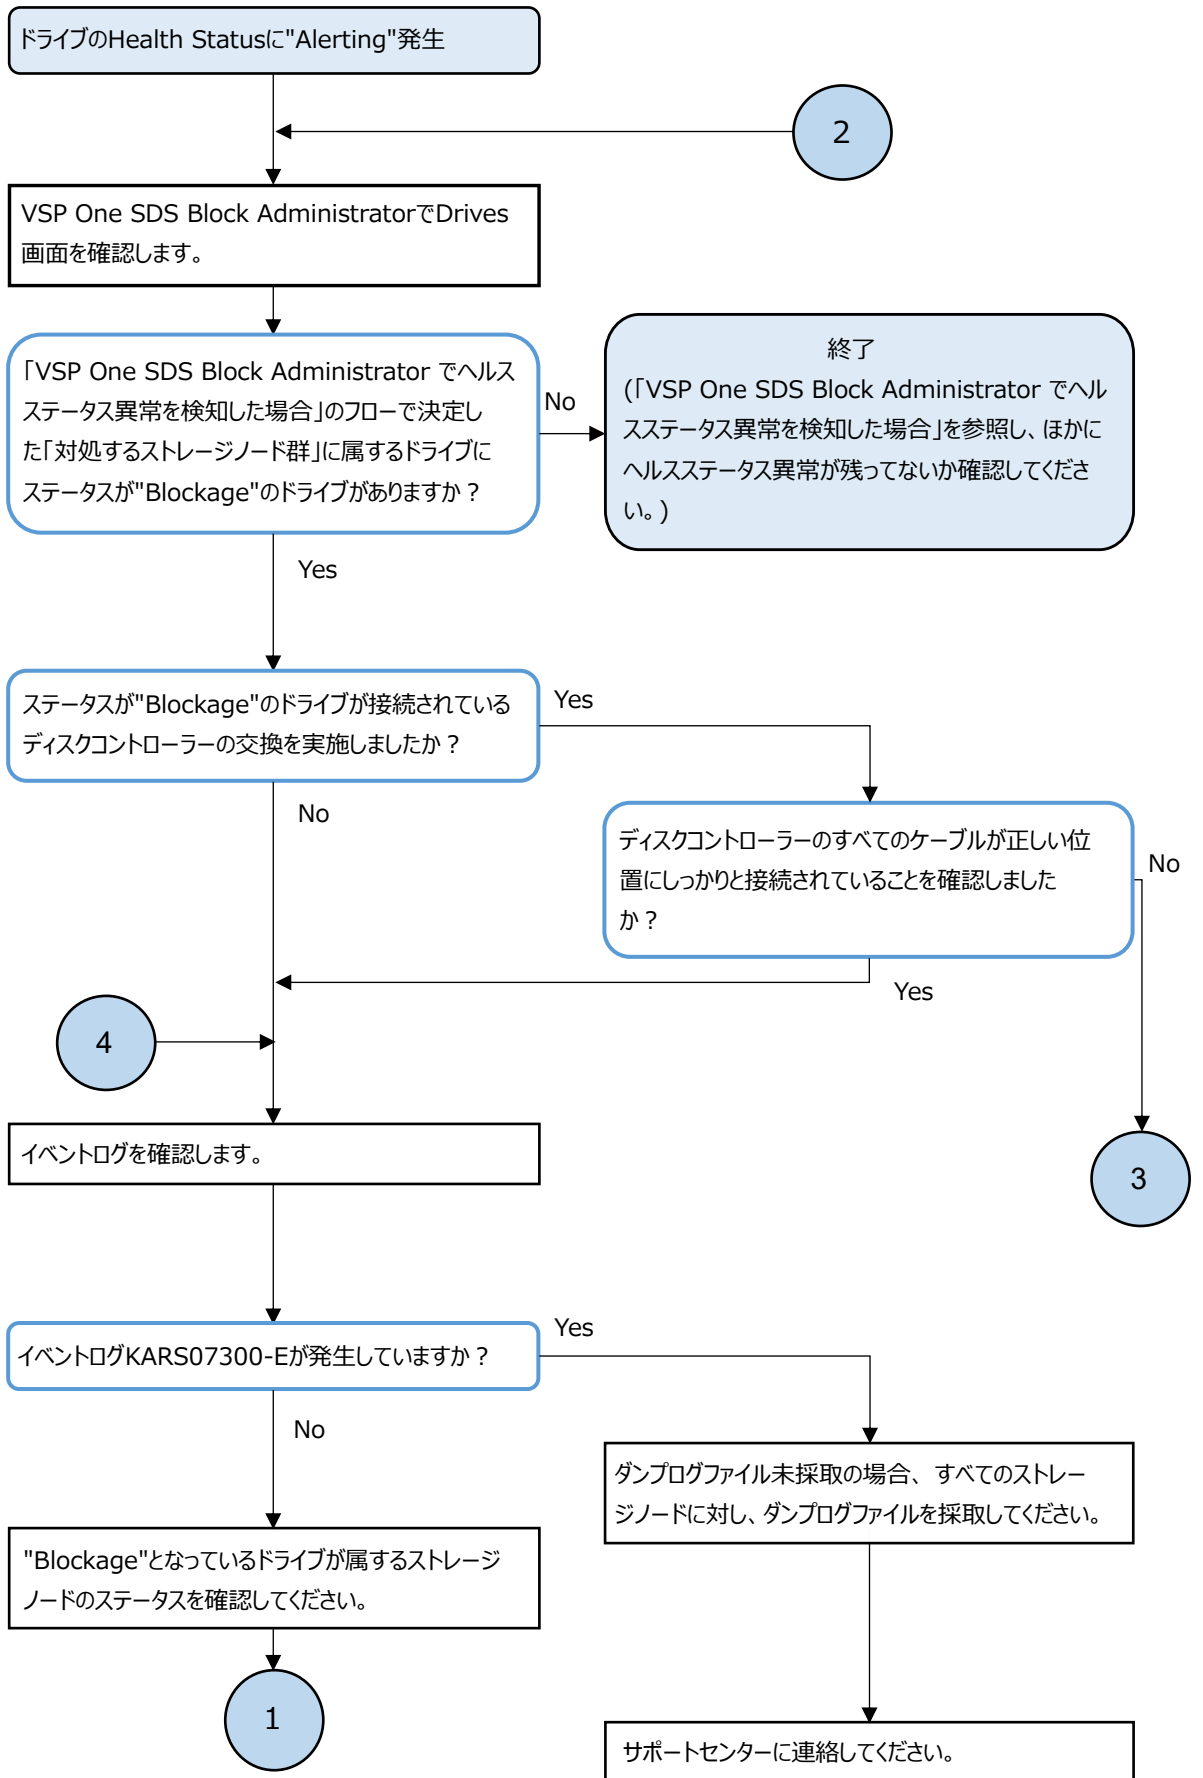 ドライブのHealth Statusに"Alerting"発生
2
VSP One SDS Block AdministratorでDrives
画面を確認します。
「VSP One SDS Block Administrator でヘルス
ステータス異常を検知した場合」のフローで決定し
た「対処するストレージノード群」に属するドライブに
ステータスが"Blockage"のドライブがありますか？
No
終了
(「VSP One SDS Block Administrator でヘル
スステータス異常を検知した場合」を参照し、ほかに
ヘルスステータス異常が残ってないか確認してくださ
い。)
Yes
ステータスが"Blockage"のドライブが接続されている
ディスクコントローラーの交換を実施しましたか？
Yes
No
ディスクコントローラーのすべてのケーブルが正しい位
置にしっかりと接続されていることを確認しました
か？
No
Yes
4
イベントログを確認します。
3
イベントログKARS07300-Eが発生していますか？
Yes
No
ダンプログファイル未採取の場合、すべてのストレー
ジノードに対し、ダンプログファイルを採取してください。
"Blockage"となっているドライブが属するストレージ
ノードのステータスを確認してください。
1
サポートセンターに連絡してください。